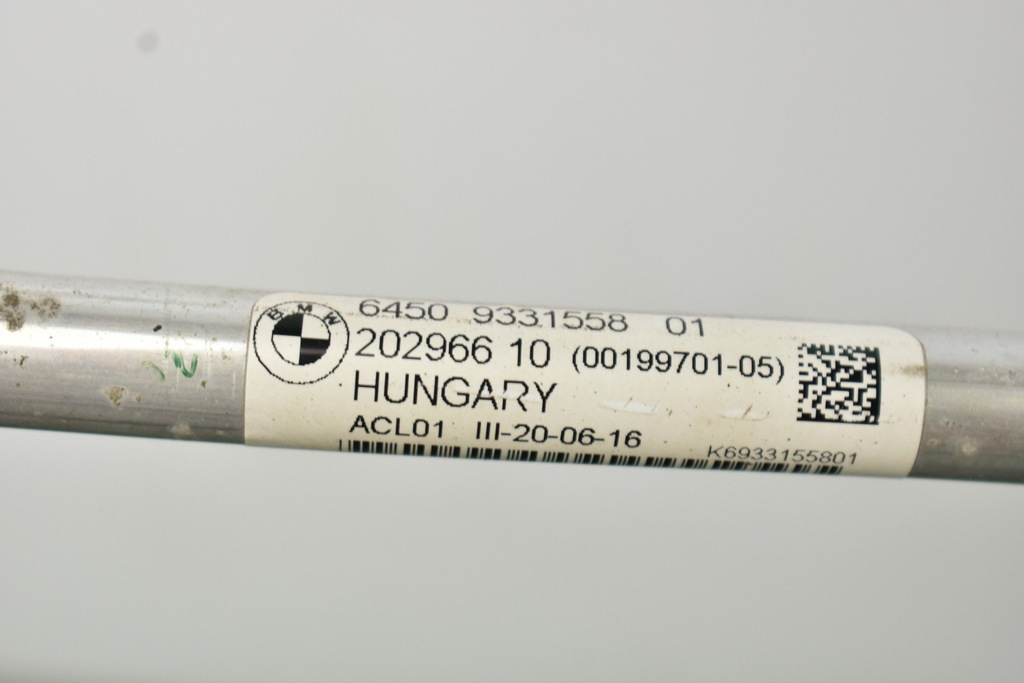 BMW
6450 9331558 01
202966 10 (00199701-05)
HUNGARY
ACL01 III-20-06-16
K6933155801